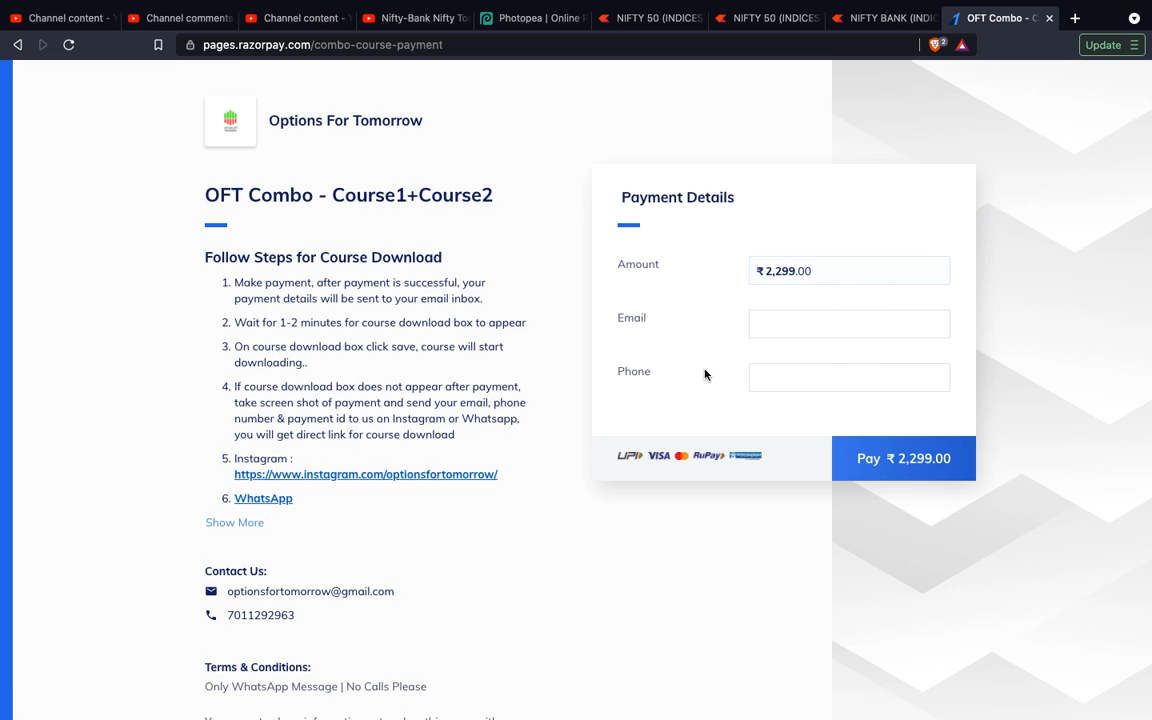 Channel content -
Channel comments
Channel content -
Nifty-Bank Nifty To
Photopea | Online
NIFTY 50 (INDICES
NIFTY 50 (INDICES
NIFTY BANK (INDIC
OFT Combo - C
pages.razorpay.com/combo-course-payment
2
Update
Options For Tomorrow
OFT Combo - Course1+Course2
Follow Steps for Course Download
1. Make payment, after payment is successful, your
payment details will be sent to your email inbox.
2. Wait for 1-2 minutes for course download box to appear
3. On course download box click save, course will start
downloading..
4. If course download box does not appear after payment,
take screen shot of payment and send your email, phone
number & payment id to us on Instagram or Whatsapp,
you will get direct link for course download
5. Instagram :
https://www.instagram.com/optionsfortomorrow/
6. WhatsApp
Show More
Contact Us:
optionsfortomorrow@gmail.com
7011292963
Terms & Conditions:
Only WhatsApp Message | No Calls Please
Payment Details
Amount
₹ 2,299.00
Email
Phone
UPI VISA RuPay
Pay ₹ 2,299.00